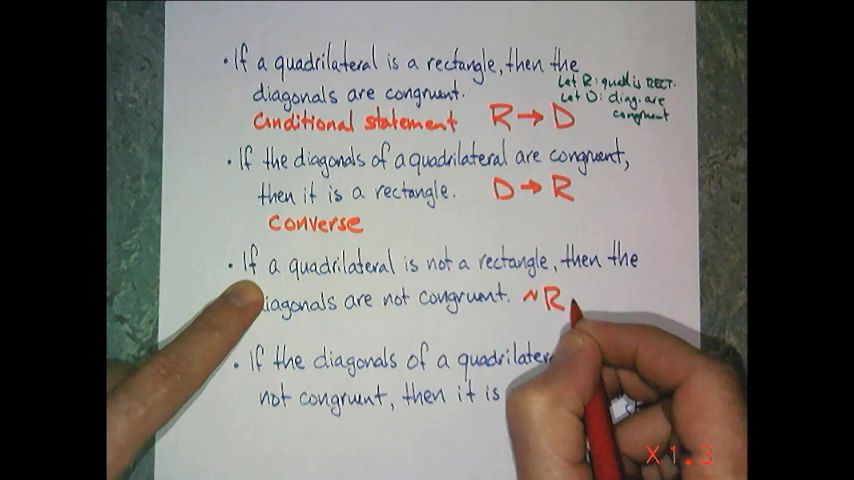 • If a quadrilateral is a rectangle, then the
diagonals are congruent.
Let R: quad is RECT.
Let D: diag. are
congruent
Conditional statement R → D
• If the diagonals of a quadrilateral are congruent,
then it is a rectangle. D → R
Converse
• If a quadrilateral is not a rectangle, then the
iagonals are not congruent. ~R
• If the diagonals of a quadrilater
not congruent, then it is
X1.3